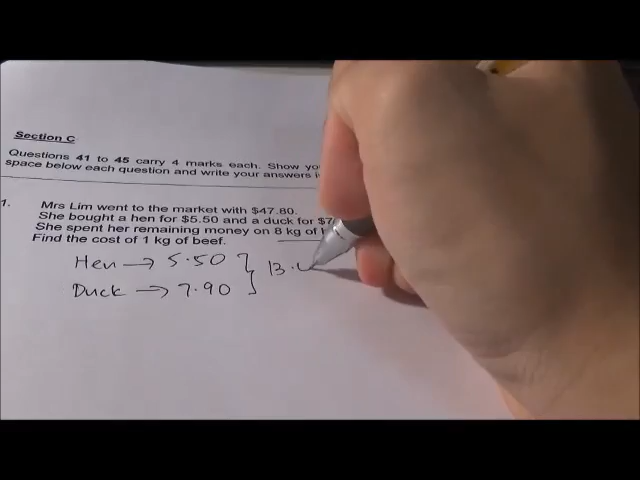 Section C
Questions 41 to 45 carry 4 marks each. Show
space below each question and write your answers
1. Mrs Lim went to the market with $47.80.
She bought a hen for $5.50 and a duck for $7
She spent her remaining money on 8 kg of
Find the cost of 1 kg of beef.
Hen → 5.50 } 13.
Duck → 7.90